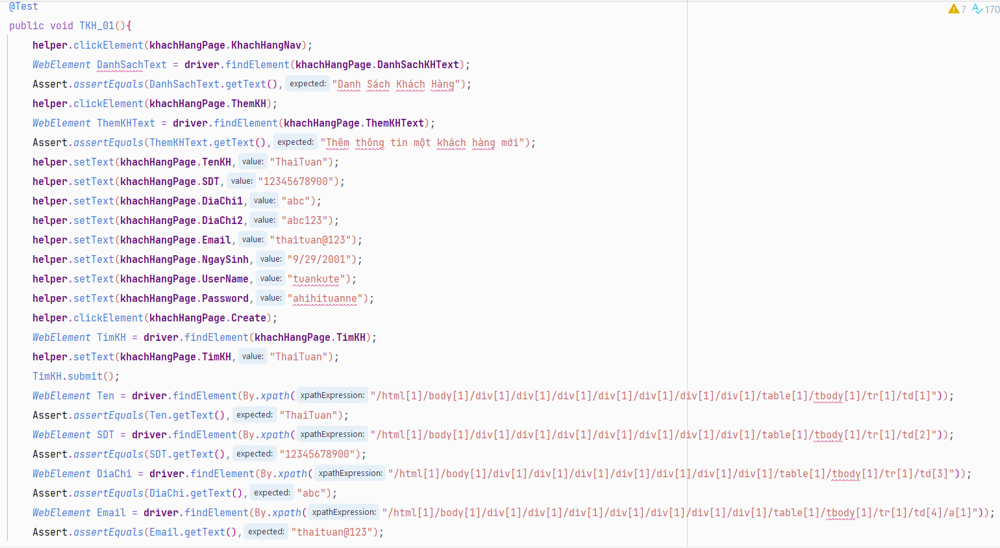 @Test
7 170
public void TKH_01(){
helper.clickElement(khachHangPage.KhachHangNav);
WebElement DanhSachText = driver.findElement(khachHangPage.DanhSachKHText);
Assert.assertEquals(DanhSachText.getText(), expected: "Danh Sách Khách Hàng");
helper.clickElement(khachHangPage.ThemKH);
WebElement ThemKHText = driver.findElement(khachHangPage.ThemKHText);
Assert.assertEquals(ThemKHText.getText(), expected: "Thêm thông tin một khách hàng mới");
helper.setText(khachHangPage.TenKH, value: "ThaiTuan");
helper.setText(khachHangPage.SDT, value: "12345678900");
helper.setText(khachHangPage.DiaChi1, value: "abc");
helper.setText(khachHangPage.DiaChi2, value: "abc123");
helper.setText(khachHangPage.Email, value: "thaituan@123");
helper.setText(khachHangPage.NgaySinh, value: "9/29/2001");
helper.setText(khachHangPage.UserName, value: "tuankute");
helper.setText(khachHangPage.Password, value: "ahihituanne");
helper.clickElement(khachHangPage.Create);
WebElement TimKH = driver.findElement(khachHangPage.TimKH);
helper.setText(khachHangPage.TimKH, value: "ThaiTuan");
TimKH.submit();
WebElement Ten = driver.findElement(By.xpath( xpathExpression: "/html[1]/body[1]/div[1]/div[1]/div[1]/div[1]/div[1]/div[1]/div[1]/table[1]/tbody[1]/tr[1]/td[1]"));
Assert.assertEquals(Ten.getText(), expected: "ThaiTuan");
WebElement SDT = driver.findElement(By.xpath( xpathExpression: "/html[1]/body[1]/div[1]/div[1]/div[1]/div[1]/div[1]/div[1]/div[1]/table[1]/tbody[1]/tr[1]/td[2]"));
Assert.assertEquals(SDT.getText(), expected: "12345678900");
WebElement DiaChi = driver.findElement(By.xpath( xpathExpression: "/html[1]/body[1]/div[1]/div[1]/div[1]/div[1]/div[1]/div[1]/div[1]/table[1]/tbody[1]/tr[1]/td[3]"));
Assert.assertEquals(DiaChi.getText(), expected: "abc");
WebElement Email = driver.findElement(By.xpath( xpathExpression: "/html[1]/body[1]/div[1]/div[1]/div[1]/div[1]/div[1]/div[1]/div[1]/table[1]/tbody[1]/tr[1]/td[4]/a[1]"));
Assert.assertEquals(Email.getText(), expected: "thaituan@123");